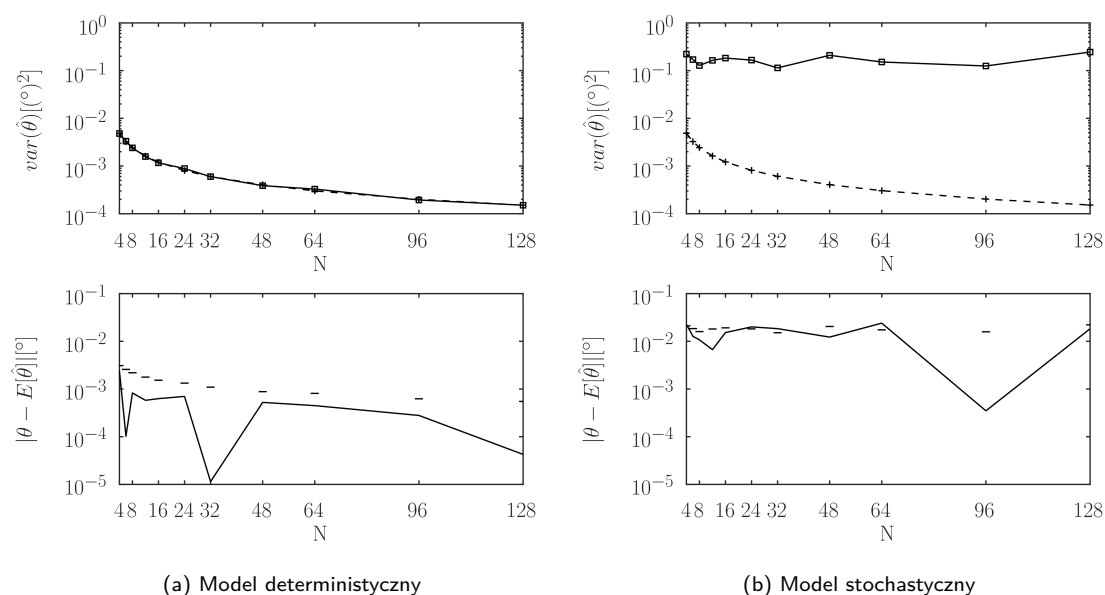 var(θ̂)[(°)²]
10⁰
10⁻¹
10⁻²
10⁻³
10⁻⁴
4 8 16 24 32 48 64 96 128
N
var(θ̂)[(°)²]
10⁰
10⁻¹
10⁻²
10⁻³
10⁻⁴
4 8 16 24 32 48 64 96 128
N
|θ − E[θ̂]|[°]
10⁻¹
10⁻²
10⁻³
10⁻⁴
10⁻⁵
4 8 16 24 32 48 64 96 128
N
|θ − E[θ̂]|[°]
10⁻¹
10⁻²
10⁻³
10⁻⁴
10⁻⁵
4 8 16 24 32 48 64 96 128
N
(a) Model deterministyczny
(b) Model stochastyczny